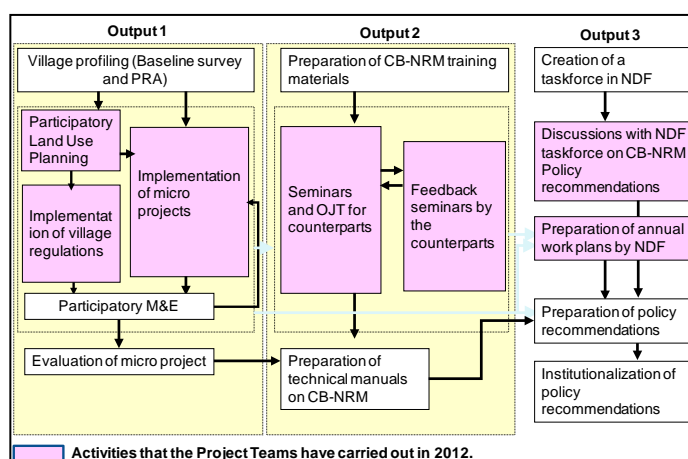 Output 1
Village profiling (Baseline survey
and PRA)
Participatory
Land Use
Planning
Implementation
of micro
projects
Implementat
ion of village
regulations
Participatory M&E
Evaluation of micro project
Output 2
Preparation of CB-NRM training
materials
Seminars
and OJT for
counterparts
Feedback
seminars by
the
counterparts
Preparation of
technical manuals
on CB-NRM
Output 3
Creation of a
taskforce in NDF
Discussions with NDF
taskforce on CB-NRM
Policy
recommendations
Preparation of annual
work plans by NDF
Preparation of policy
recommendations
Institutionalization of
policy
recommendations
Activities that the Project Teams have carried out in 2012.